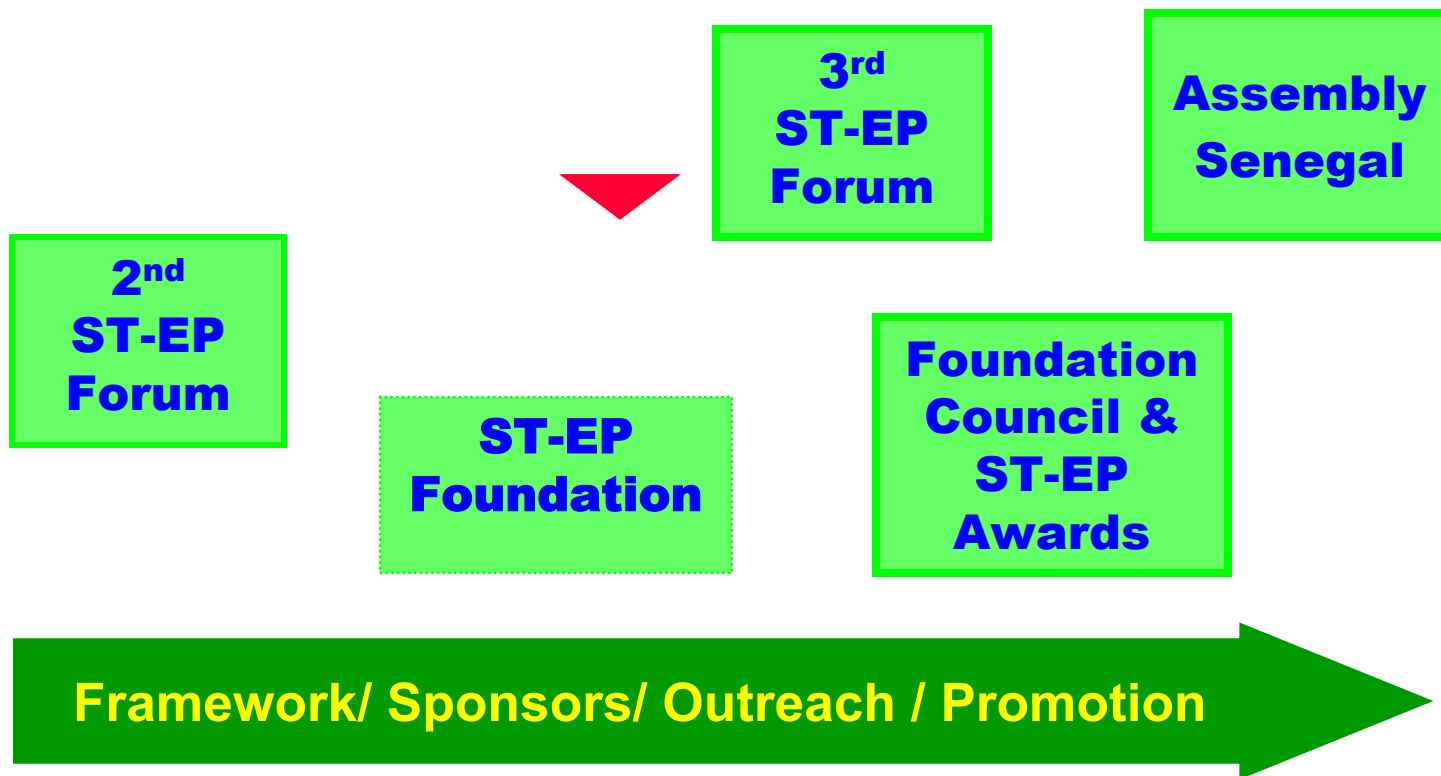 2nd
ST-EP
Forum
ST-EP
Foundation
3rd
ST-EP
Forum
Foundation
Council &
ST-EP
Awards
Assembly
Senegal
Framework/ Sponsors/ Outreach / Promotion